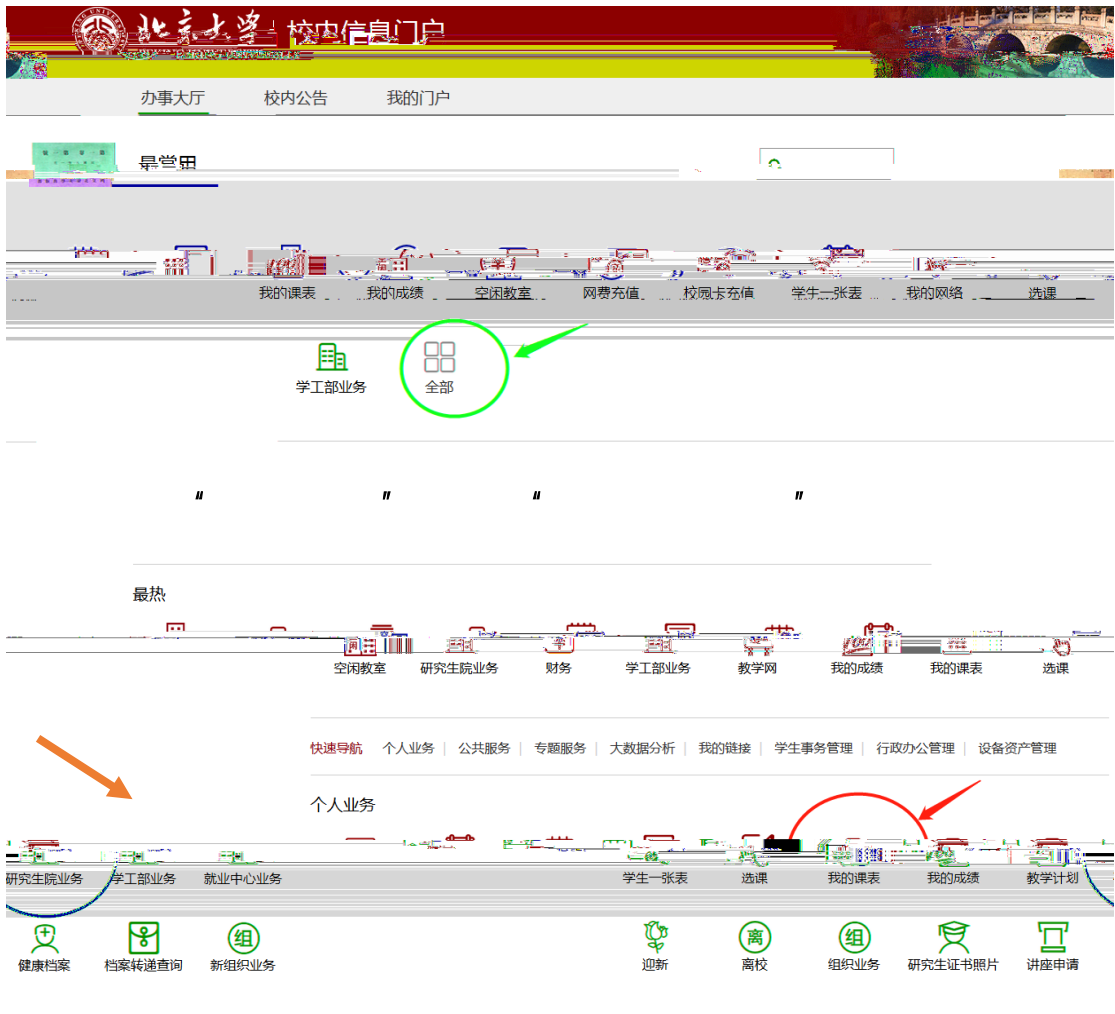 北京大学 校内信息门户
办事大厅 校内公告 我的门户
最常用
我的课表 我的成绩 空闲教室 网费充值 校园卡充值 学生一张表 我的网络 选课
学工部业务 全部
“ ” “ ”
最热
空闲教室 研究生院业务 财务 学工部业务 教学网 我的成绩 我的课表 选课
快速导航 个人业务 | 公共服务 | 专题服务 | 大数据分析 | 我的链接 | 学生事务管理 | 行政办公管理 | 设备资产管理
个人业务
研究生院业务 学工部业务 就业中心业务 学生一张表 选课 我的课表 我的成绩 教学计划
组 离 组
健康档案 档案转递查询 新组织业务 迎新 离校 组织业务 研究生证书照片 讲座申请